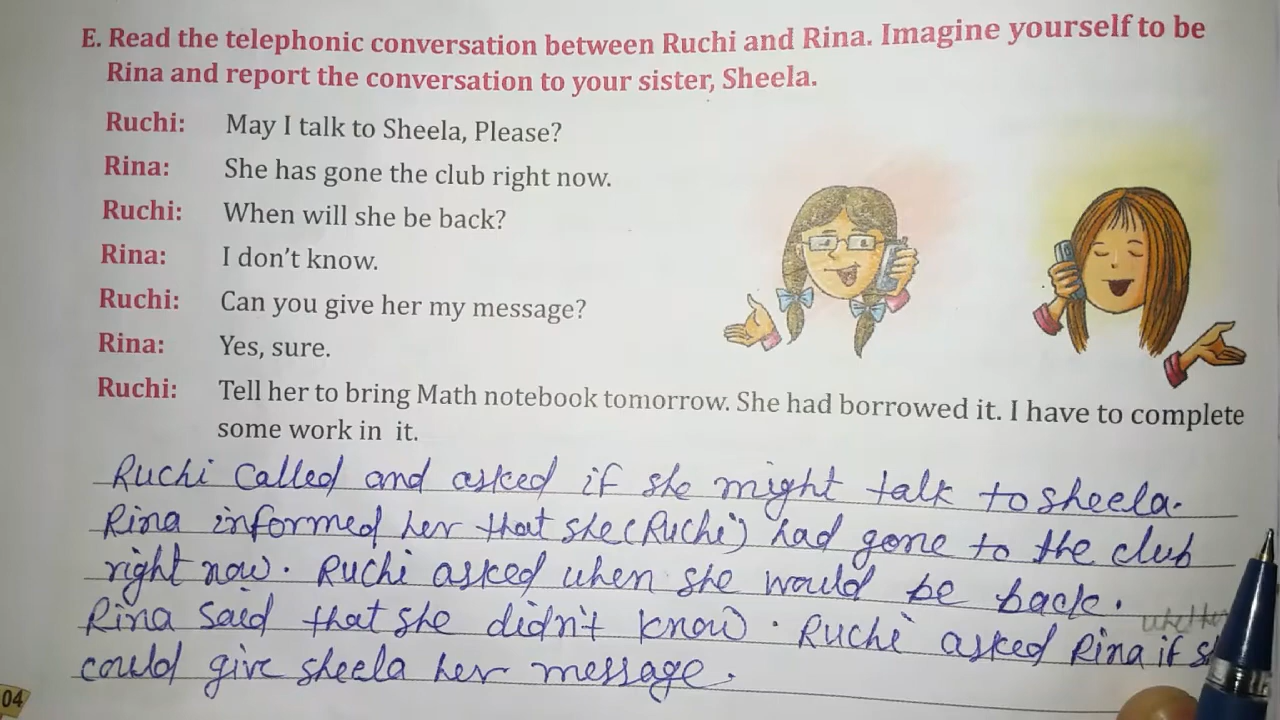 E. Read the telephonic conversation between Ruchi and Rina. Imagine yourself to be
Rina and report the conversation to your sister, Sheela.
Ruchi: May I talk to Sheela, Please?
Rina: She has gone the club right now.
Ruchi: When will she be back?
Rina: I don't know.
Ruchi: Can you give her my message?
Rina: Yes, sure.
Ruchi: Tell her to bring Math notebook tomorrow. She had borrowed it. I have to complete
some work in it.
Ruchi called and asked if she might talk to sheela.
Rina informed her that she (Ruchi) had gone to the club
right now. Ruchi asked when she would be back.
Rina said that she didn't know. Ruchi asked Rina if
could give sheela her message.
04